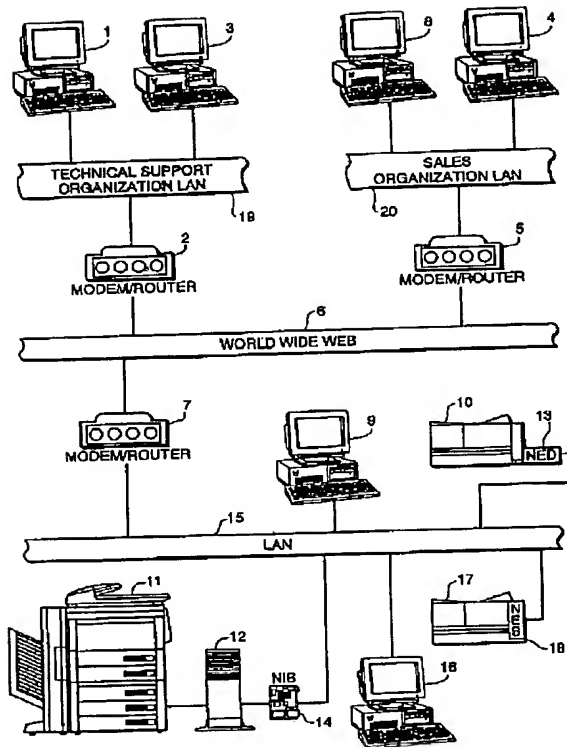 1
3
8
4
TECHNICAL SUPPORT
ORGANIZATION LAN
19
SALES
ORGANIZATION LAN
20
2
MODEM/ROUTER
5
MODEM/ROUTER
6
WORLD WIDE WEB
7
MODEM/ROUTER
9
10
13
NED
15
LAN
11
12
NIB
14
16
17
NEB
18